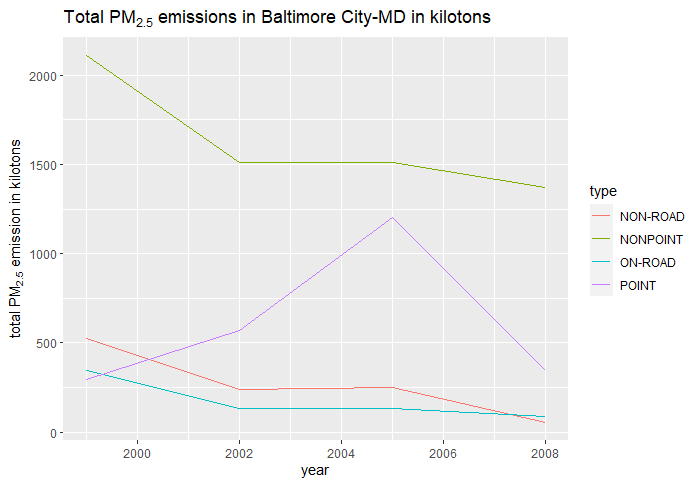 Total PM2.5 emissions in Baltimore City-MD in kilotons
total PM2.5 emission in kilotons
2000
1500
1000
500
0
2000
2002
2004
2006
2008
year
type
NON-ROAD
NONPOINT
ON-ROAD
POINT